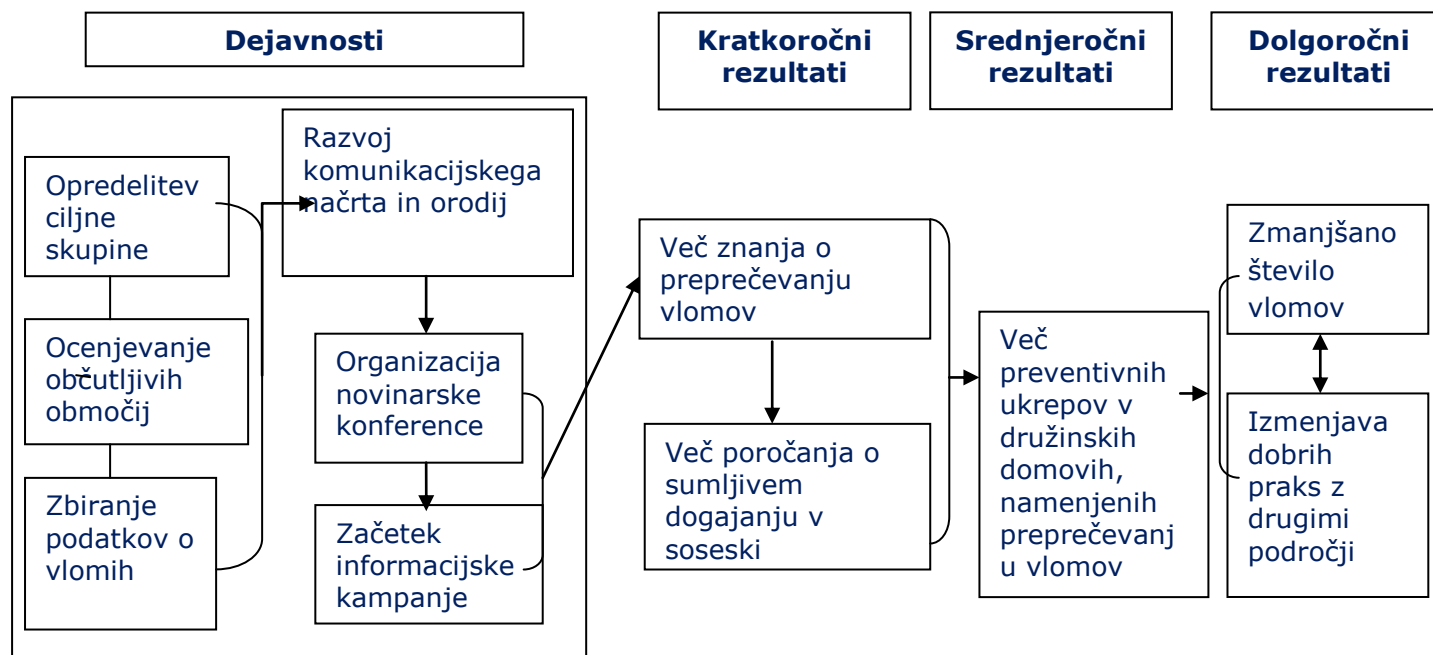 Dejavnosti
Kratkoročni
rezultati
Srednjeročni
rezultati
Dolgoročni
rezultati
Opredelitev
ciljne
skupine
Ocenjevanje
občutljivih
območij
Zbiranje
podatkov o
vlomih
Razvoj
komunikacijskega
načrta in orodij
Organizacija
novinarske
konference
Začetek
informacijske
kampanje
Več znanja o
preprečevanju
vlomov
Več poročanja o
sumljivem
dogajanju v
soseski
Več
preventivnih
ukrepov v
družinskih
domovih,
namenjenih
preprečevanj
u vlomov
Zmanjšano
število
vlomov
Izmenjava
dobrih
praks z
drugimi
področji